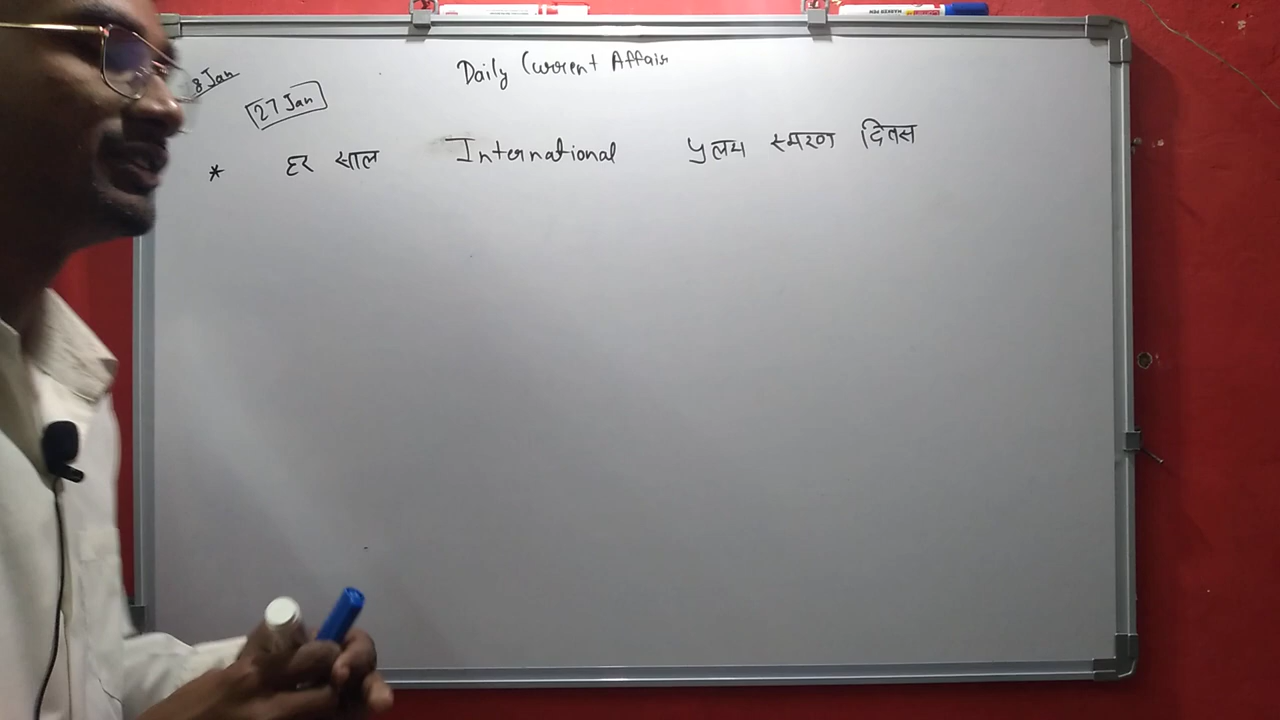 8 Jan
Daily Current Affair
27 Jan
* हर साल International प्रलय स्मरण दिवस